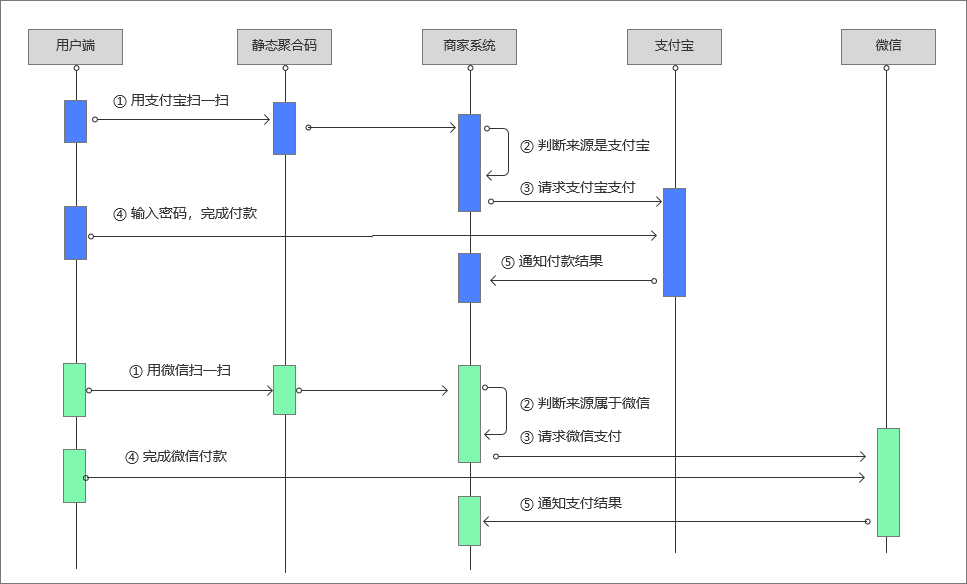 用户端
静态聚合码
商家系统
支付宝
微信
① 用支付宝扫一扫
② 判断来源是支付宝
③ 请求支付宝支付
④ 输入密码，完成付款
⑤ 通知付款结果
① 用微信扫一扫
② 判断来源属于微信
③ 请求微信支付
④ 完成微信付款
⑤ 通知支付结果